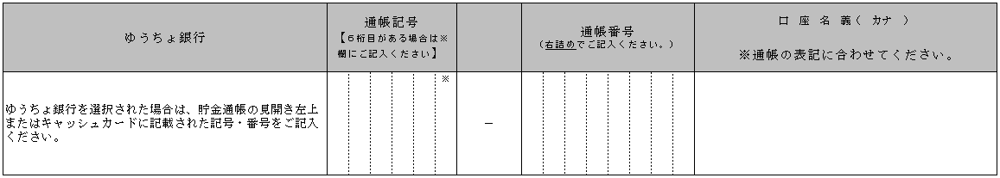 ゆうちょ銀行
通帳記号
【６桁目がある場合は※
欄にご記入ください】
通帳番号
（右詰めでご記入ください。）
口 座 名 義（ カナ ）
※通帳の表記に合わせてください。
ゆうちょ銀行を選択された場合は、貯金通帳の見開き左上
またはキャッシュカードに記載された記号・番号をご記入
ください。
※
－